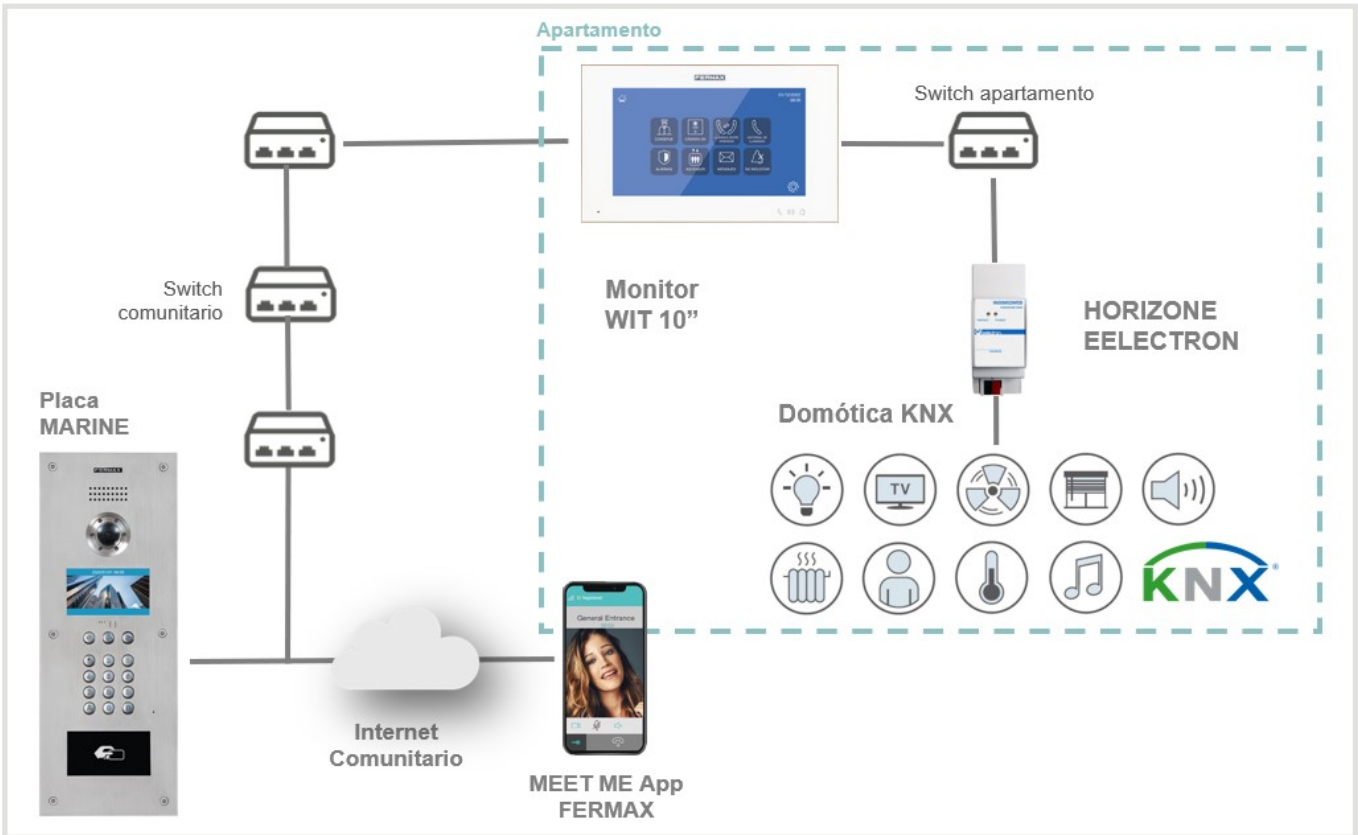 Apartamento
FERMAX
Switch apartamento
Switch
comunitario
Monitor
WIT 10”
HORIZONE
EELECTRON
Placa
MARINE
FERMAX
Domótica KNX
TV
KNX
General Entrance
Internet
Comunitario
MEET ME App
FERMAX